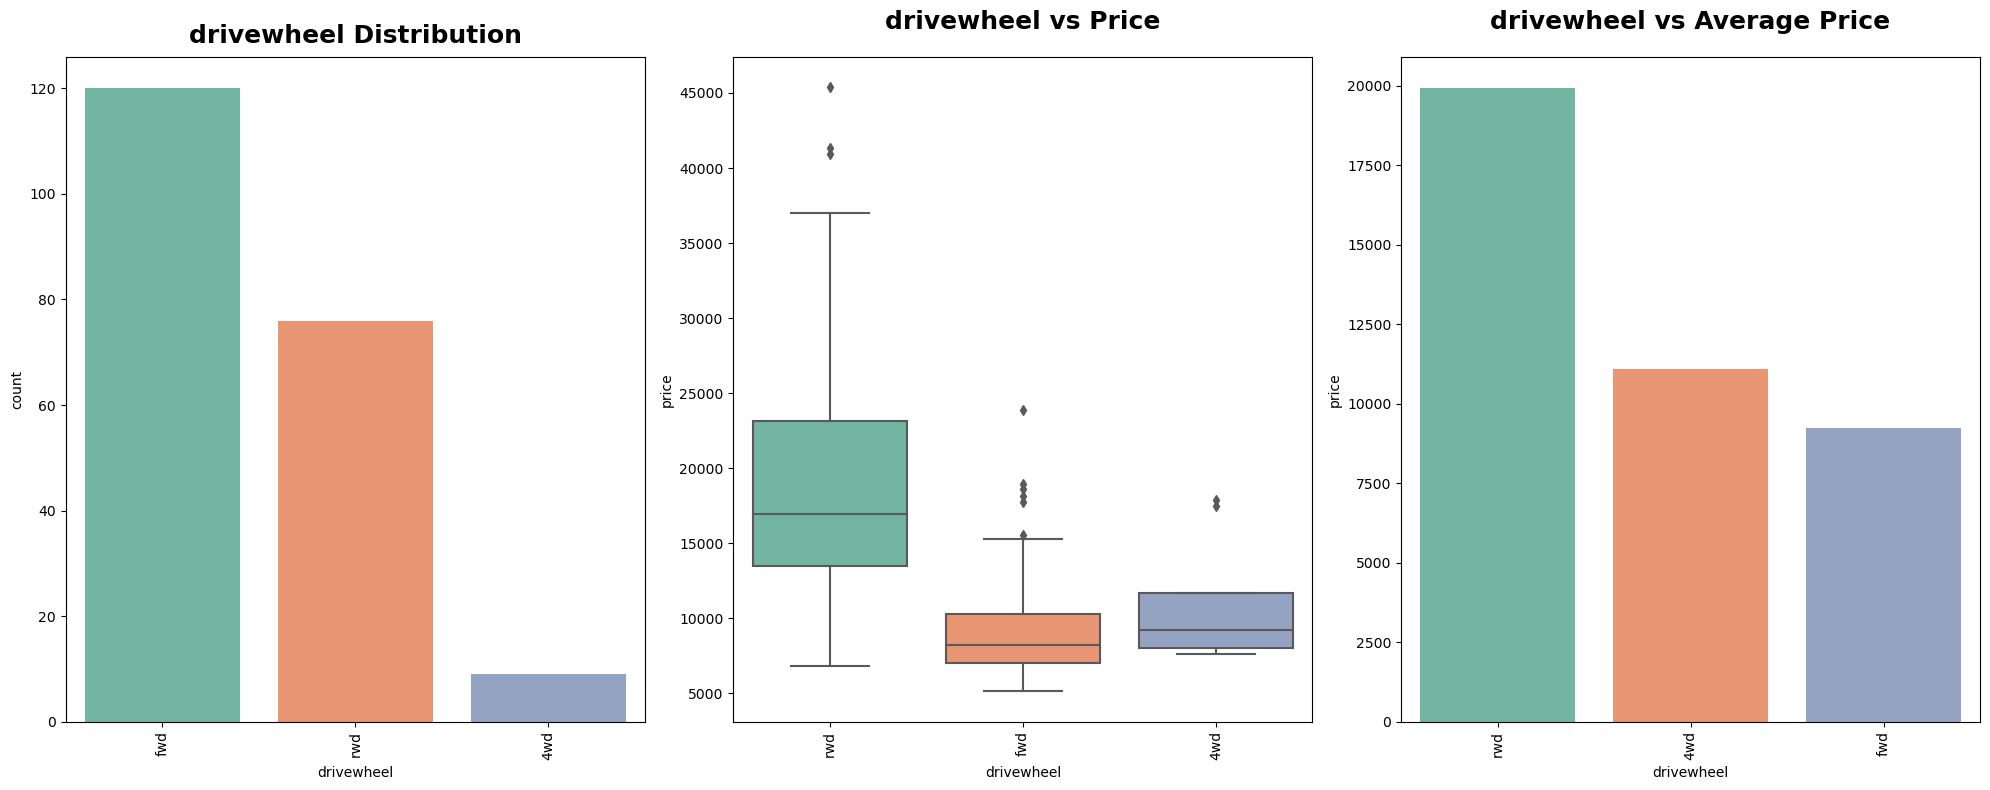 drivewheel Distribution
120
100
80
60
40
20
0
count
fwd
rwd
4wd
drivewheel
drivewheel vs Price
45000
40000
35000
30000
25000
20000
15000
10000
5000
price
rwd
fwd
4wd
drivewheel
drivewheel vs Average Price
20000
17500
15000
12500
10000
7500
5000
2500
0
price
rwd
4wd
fwd
drivewheel